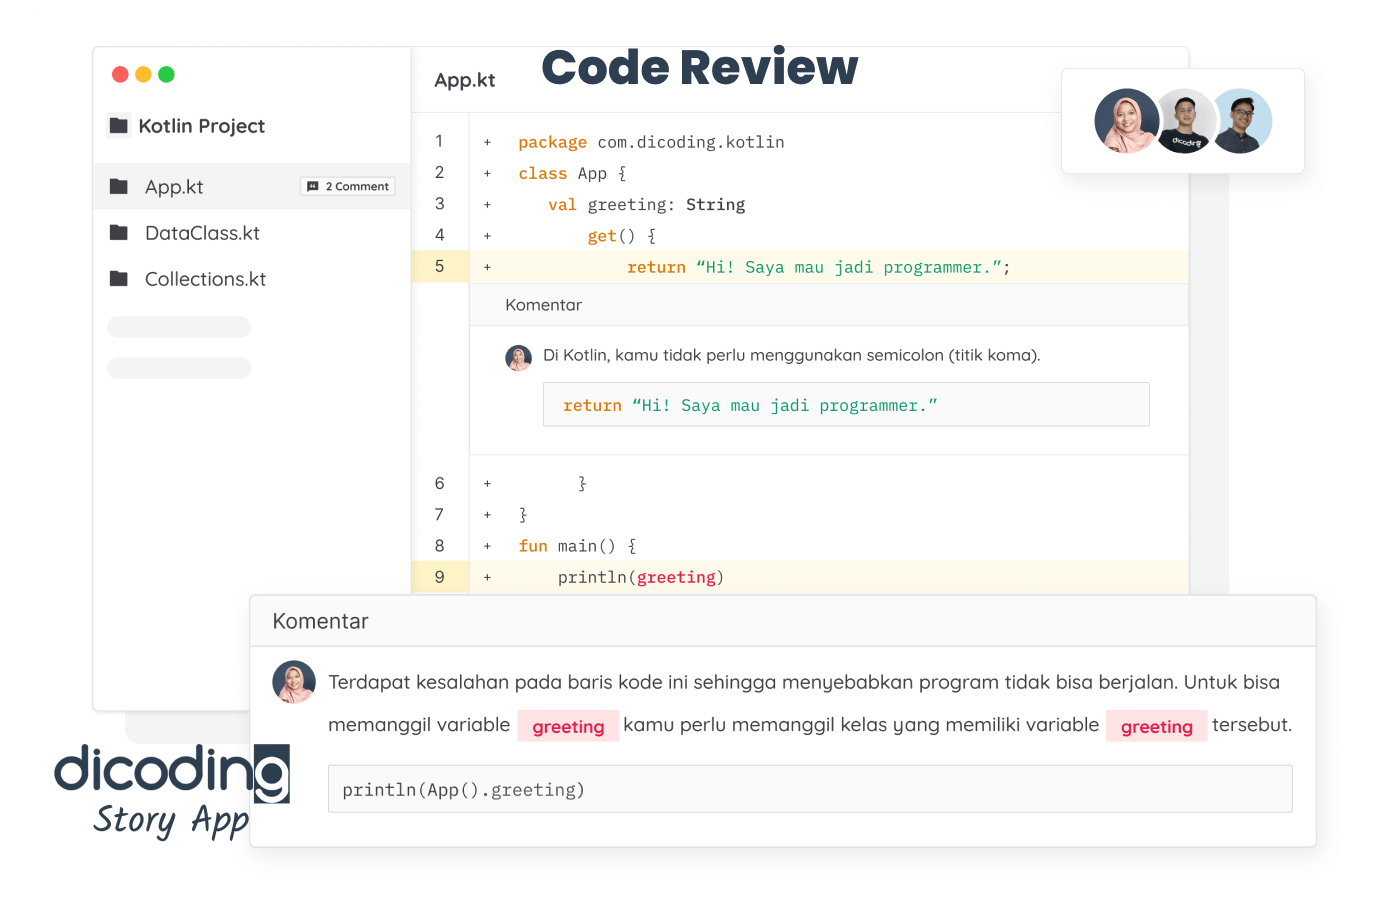 Code Review
Kotlin Project
App.kt
2 Comment
DataClass.kt
Collections.kt
App.kt
1 + package com.dicoding.kotlin
2 + class App {
3 + val greeting: String
4 + get() {
5 + return “Hi! Saya mau jadi programmer.”;
Komentar
Di Kotlin, kamu tidak perlu menggunakan semicolon (titik koma).
return “Hi! Saya mau jadi programmer.”
6 + }
7 + }
8 + fun main() {
9 + println(greeting)
Komentar
Terdapat kesalahan pada baris kode ini sehingga menyebabkan program tidak bisa berjalan. Untuk bisa
memanggil variable greeting kamu perlu memanggil kelas yang memiliki variable greeting tersebut.
println(App().greeting)
dicoding
Story App
dicoding